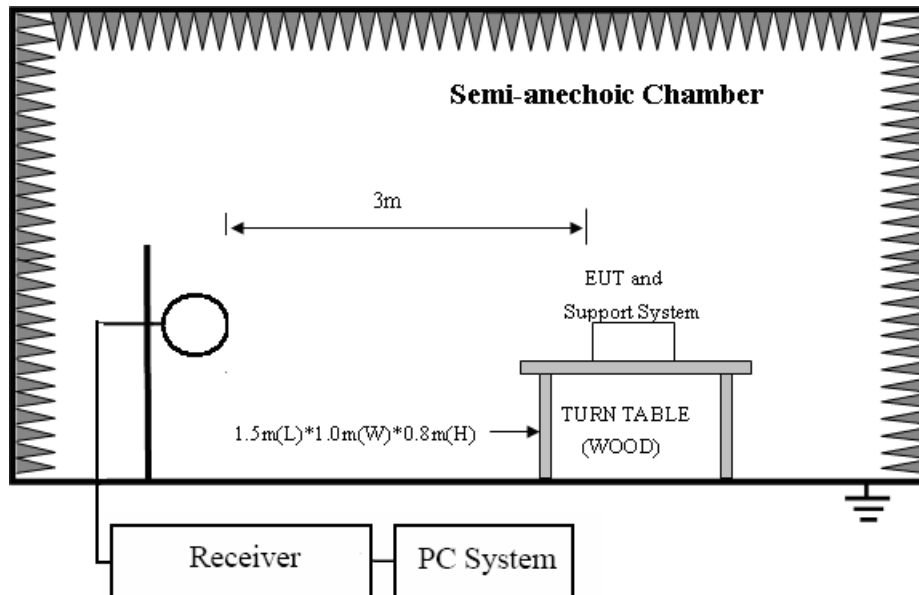 Semi-anechoic Chamber
3m
EUT and
Support System
1.5m(L)*1.0m(W)*0.8m(H)
TURN TABLE
(WOOD)
Receiver
PC System